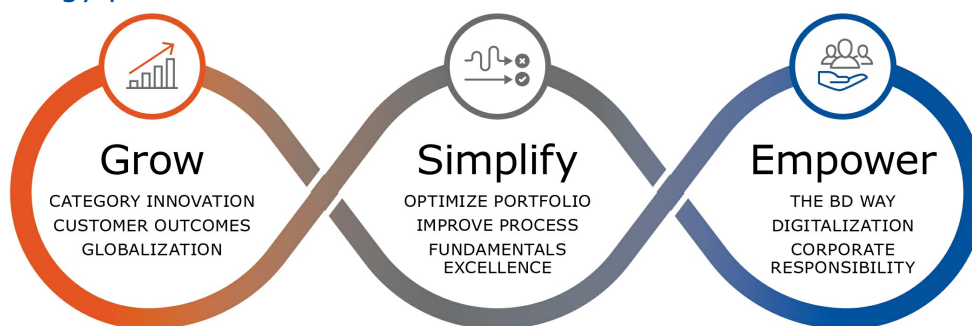 Grow
CATEGORY INNOVATION
CUSTOMER OUTCOMES
GLOBALIZATION
Simplify
OPTIMIZE PORTFOLIO
IMPROVE PROCESS
FUNDAMENTALS
EXCELLENCE
Empower
THE BD WAY
DIGITALIZATION
CORPORATE
RESPONSIBILITY